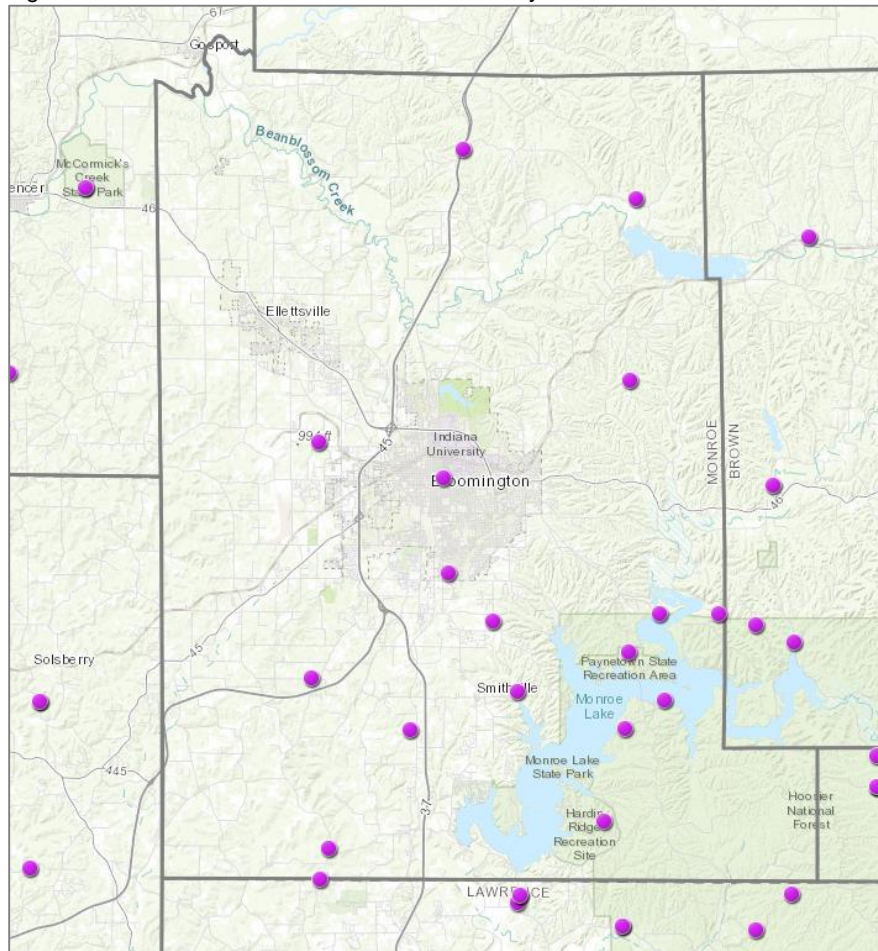 67
Gosport
Beanblossom
Creek
McCormick's
Creek
State Park
encer
46
Ellettsville
45
Indiana
University
Bloomington
MONROE
BROWN
46
Solsberry
45
Paynetown State
Recreation Area
Smithville
Monroe
Lake
Monroe Lake
State Park
445
37
Hardin
Ridge
Recreation
Site
Hoosier
National
Forest
LAWRENCE